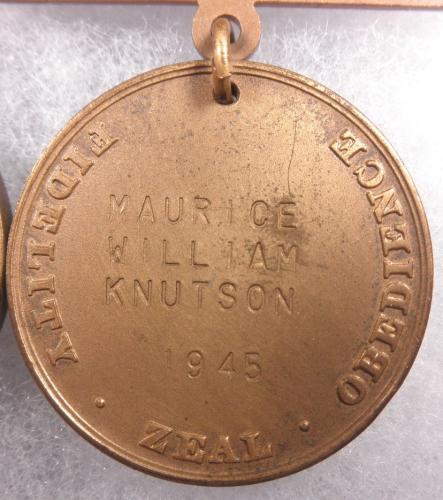 FIDELITY
ZEAL
OBEDIENCE
MAURICE
WILLIAM
KNUTSON
1945